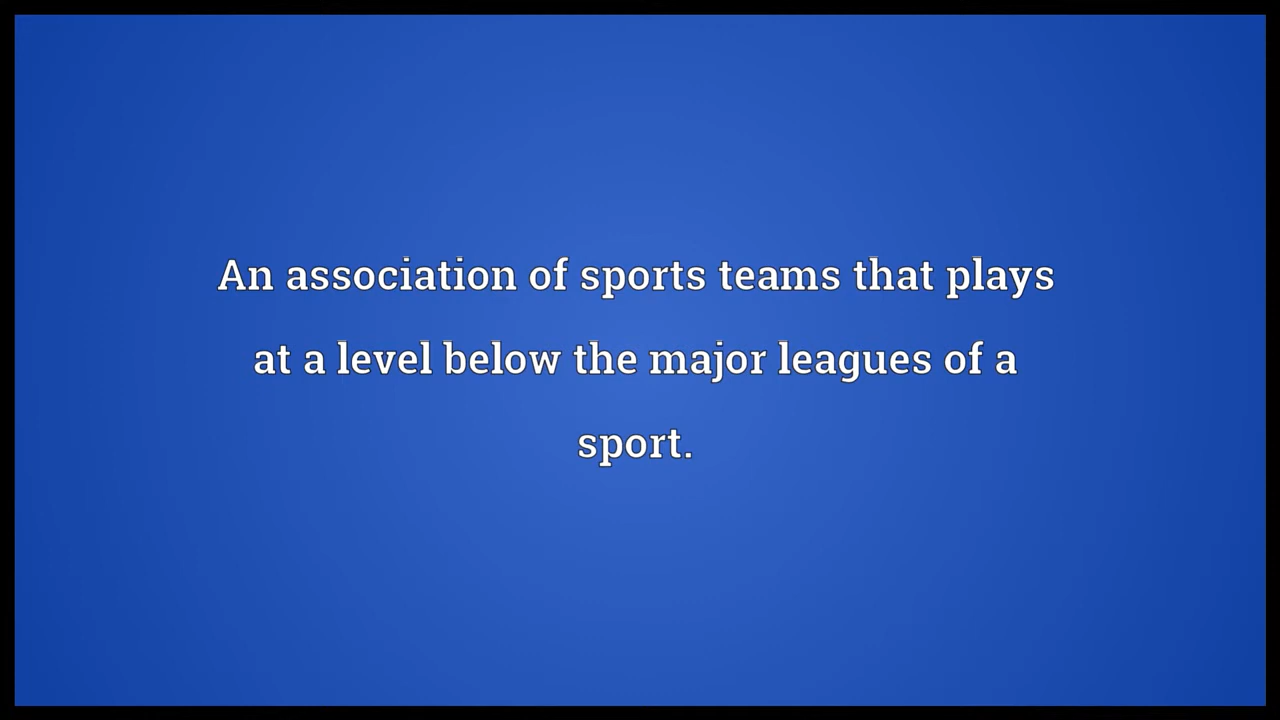 An association of sports teams that plays
at a level below the major leagues of a
sport.